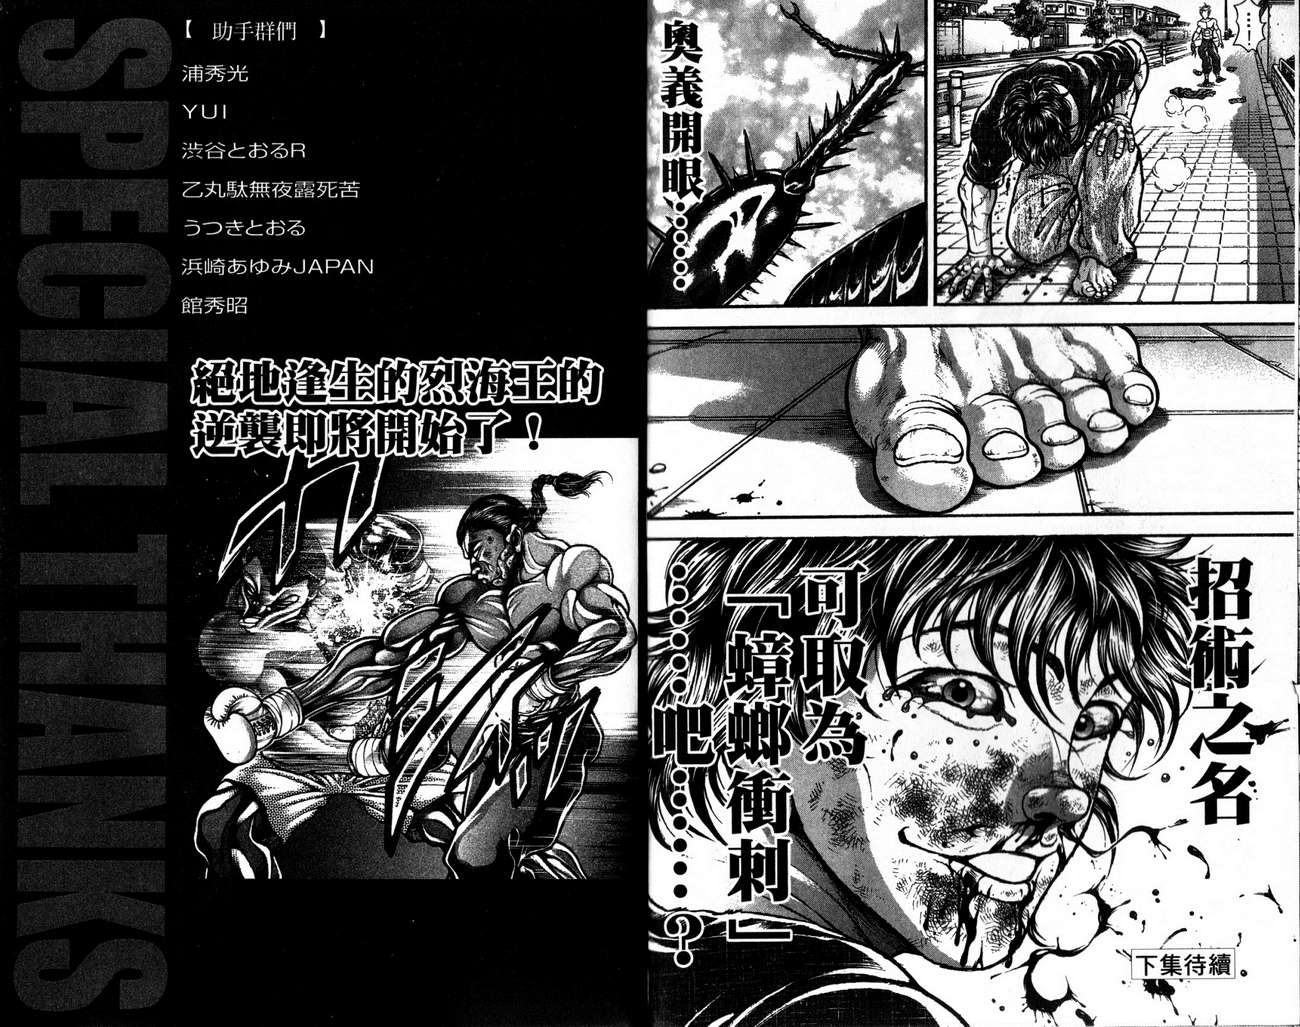 ……
奧義開眼……
招術之名
可取為
「蟑螂衝刺」
………吧………？
下集待續
SPECIAL THANKS
【 助手群們 】
浦秀光
YUI
渋谷とおるR
乙丸駄無夜露死苦
うつきとおる
浜崎あゆみJAPAN
館秀昭
絕地逢生的烈海王的
逆襲即將開始了！
ガ
ガガッ